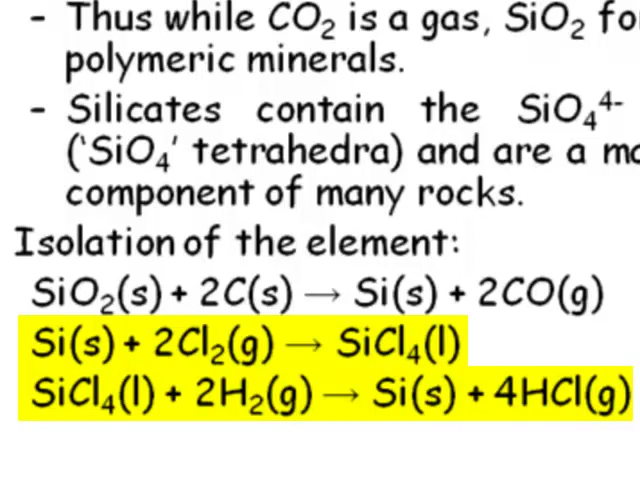 - Thus while CO₂ is a gas, SiO₂ fo
polymeric minerals.
- Silicates contain the SiO₄⁴⁻
('SiO₄' tetrahedra) and are a
component of many rocks.
Isolation of the element:
SiO₂(s) + 2C(s) → Si(s) + 2CO(g)
Si(s) + 2Cl₂(g) → SiCl₄(l)
SiCl₄(l) + 2H₂(g) → Si(s) + 4HCl(g)